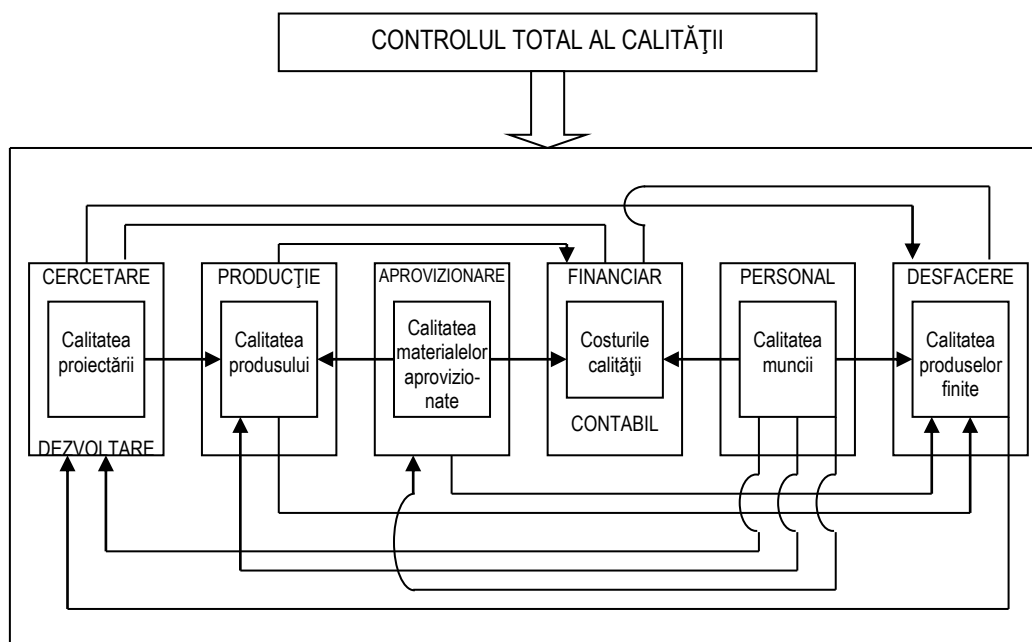 CONTROLUL TOTAL AL CALITĂŢII
CERCETARE
Calitatea
proiectării
DEZVOLTARE
PRODUCŢIE
Calitatea
produsului
APROVIZIONARE
Calitatea
materialelor
aprovizio-
nate
FINANCIAR
Costurile
calităţii
CONTABIL
PERSONAL
Calitatea
muncii
DESFACERE
Calitatea
produselor
finite